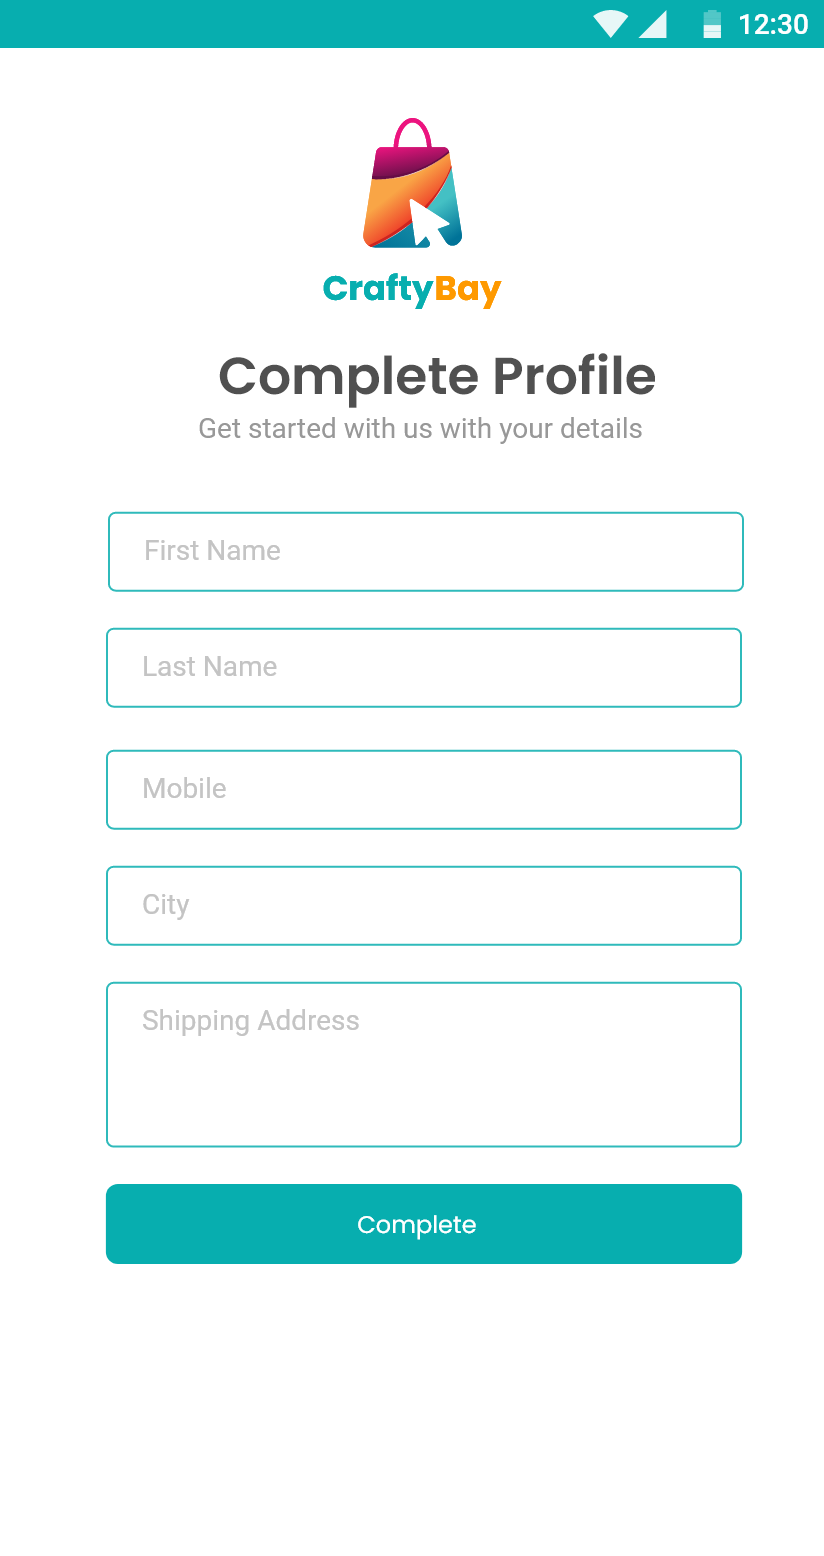 12:30
CraftyBay
Complete Profile
Get started with us with your details
First Name
Last Name
Mobile
City
Shipping Address
Complete